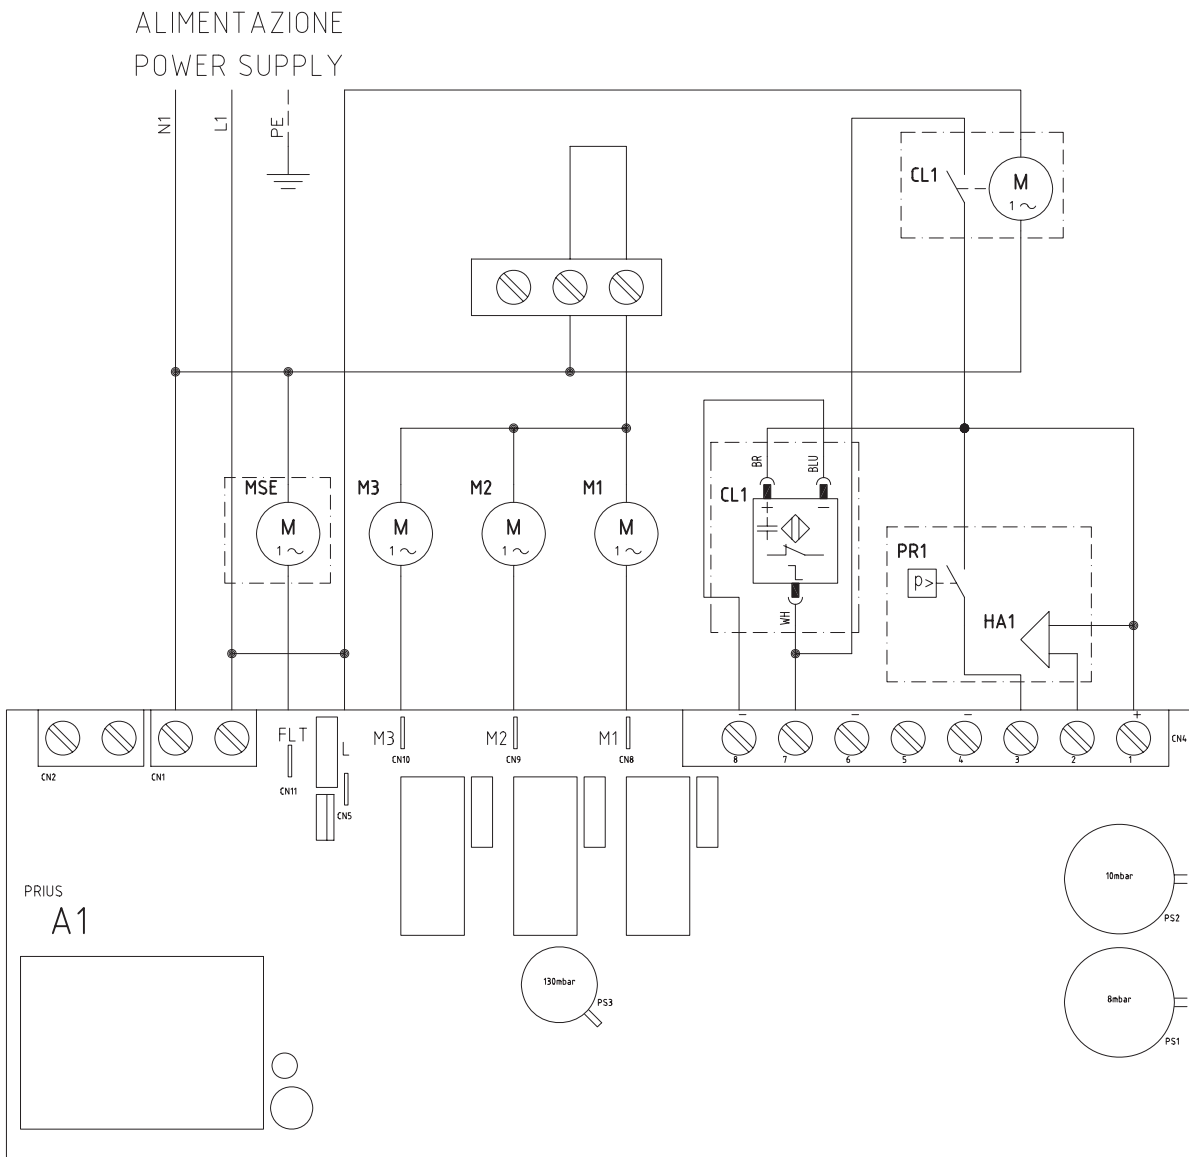 ALIMENTAZIONE
POWER SUPPLY
N1
L1
PE
CL1
M
1 ~
MSE
M
1 ~
M3
M
1 ~
M2
M
1 ~
M1
M
1 ~
BR
BLU
CL1
+
−
WH
PR1
p>
HA1
CN2
CN1
FLT
CN11
L
CN5
M3
CN10
M2
CN9
M1
CN8
− − − +
8 7 6 5 4 3 2 1
CN4
PRIUS
A1
130mbar
PS3
10mbar
PS2
8mbar
PS1